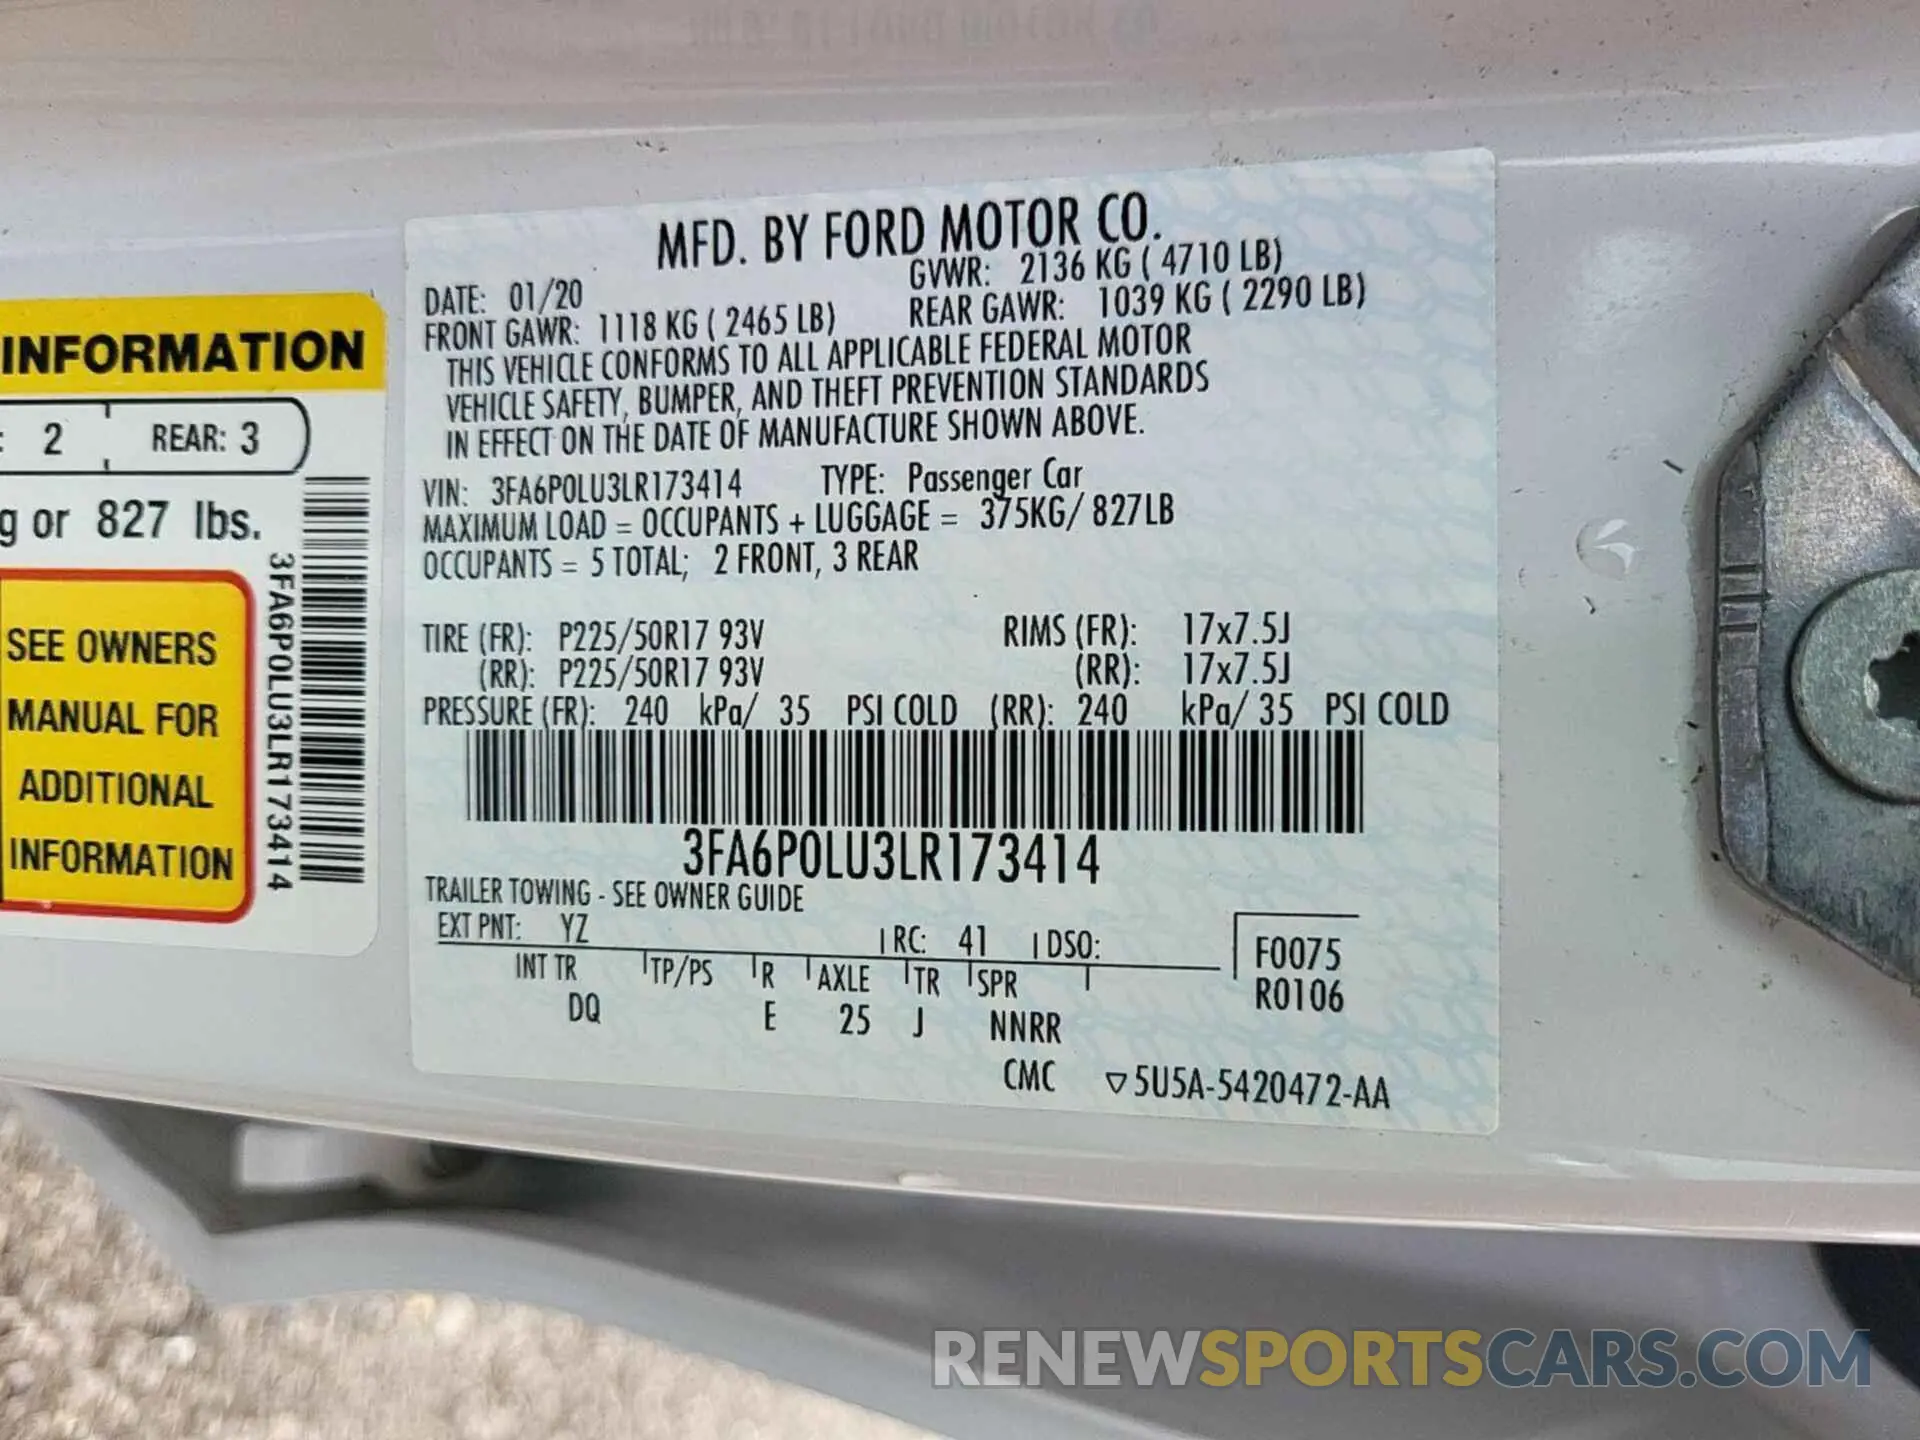 INFORMATION
: 2 REAR: 3
g or 827 lbs.
SEE OWNERS
MANUAL FOR
ADDITIONAL
INFORMATION
3FA6P0LU3LR173414
MFD. BY FORD MOTOR CO.
DATE: 01/20 GVWR: 2136 KG ( 4710 LB)
FRONT GAWR: 1118 KG ( 2465 LB) REAR GAWR: 1039 KG ( 2290 LB)
THIS VEHICLE CONFORMS TO ALL APPLICABLE FEDERAL MOTOR
VEHICLE SAFETY, BUMPER, AND THEFT PREVENTION STANDARDS
IN EFFECT ON THE DATE OF MANUFACTURE SHOWN ABOVE.
VIN: 3FA6P0LU3LR173414 TYPE: Passenger Car
MAXIMUM LOAD = OCCUPANTS + LUGGAGE = 375KG/ 827LB
OCCUPANTS = 5 TOTAL; 2 FRONT, 3 REAR
TIRE (FR): P225/50R17 93V RIMS (FR): 17x7.5J
(RR): P225/50R17 93V (RR): 17x7.5J
PRESSURE (FR): 240 kPa/ 35 PSI COLD (RR): 240 kPa/ 35 PSI COLD
3FA6P0LU3LR173414
TRAILER TOWING - SEE OWNER GUIDE
EXT PNT: YZ RC: 41 DSO: F0075
INT TR TP/PS R AXLE TR SPR R0106
DQ E 25 J NNRR
CMC ▽5U5A-5420472-AA
RENEWSPORTSCARS.COM